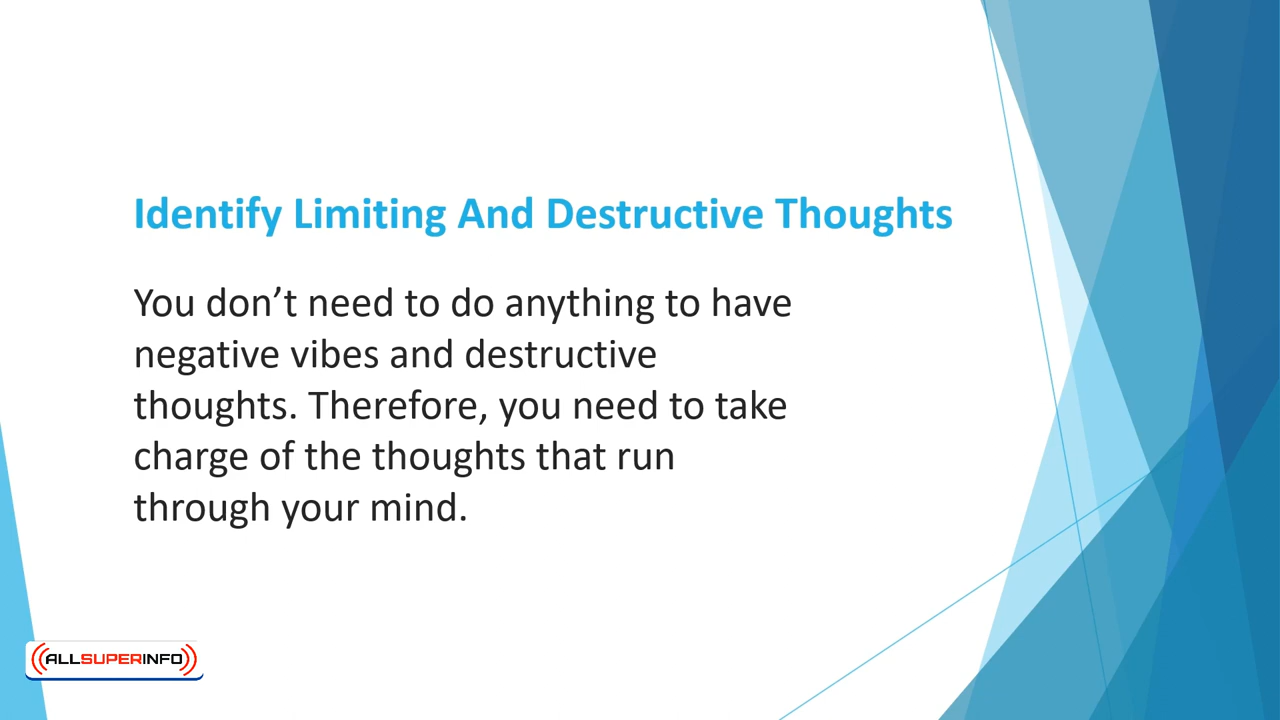 Identify Limiting And Destructive Thoughts
You don’t need to do anything to have
negative vibes and destructive
thoughts. Therefore, you need to take
charge of the thoughts that run
through your mind.
ALLSUPERINFO